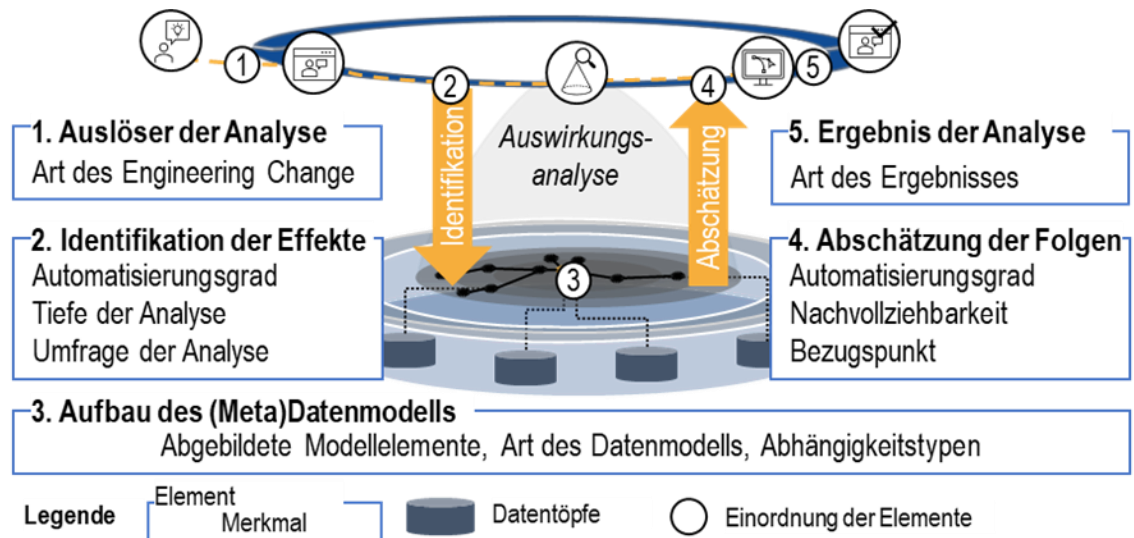 1
2
4
5
Identifikation
Auswirkungs-
analyse
Abschätzung
3
1. Auslöser der Analyse
Art des Engineering Change
5. Ergebnis der Analyse
Art des Ergebnisses
2. Identifikation der Effekte
Automatisierungsgrad
Tiefe der Analyse
Umfrage der Analyse
4. Abschätzung der Folgen
Automatisierungsgrad
Nachvollziehbarkeit
Bezugspunkt
3. Aufbau des (Meta)Datenmodells
Abgebildete Modellelemente, Art des Datenmodells, Abhängigkeitstypen
Legende
Element
Merkmal
Datentöpfe
Einordnung der Elemente